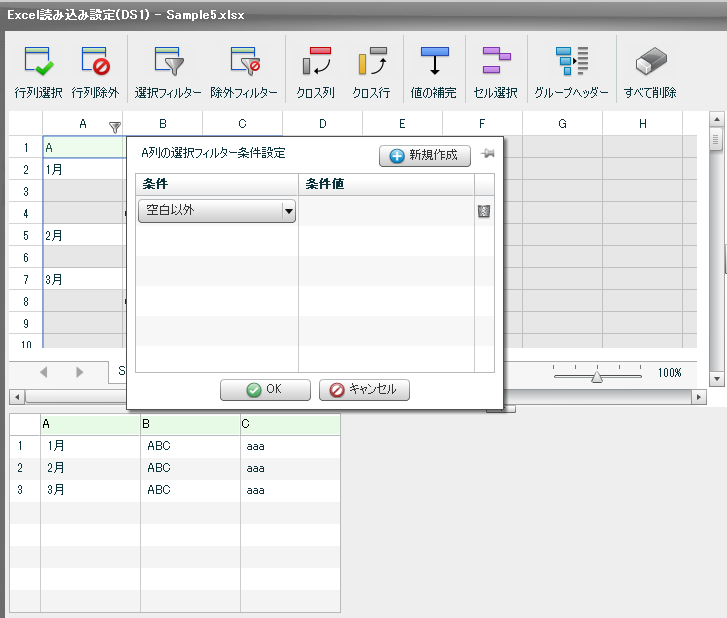 Excel読み込み設定(DS1) - Sample5.xlsx
行列選択 行列除外 選択フィルター 除外フィルター クロス列 クロス行 値の補完 セル選択 グループヘッダー すべて削除
A B C D E F G H
1 A
2 1月
3
4
5 2月
6
7 3月
8
9
10
A列の選択フィルター条件設定 新規作成
条件 条件値
空白以外
OK キャンセル
S 100%
A B C
1 1月 ABC aaa
2 2月 ABC aaa
3 3月 ABC aaa